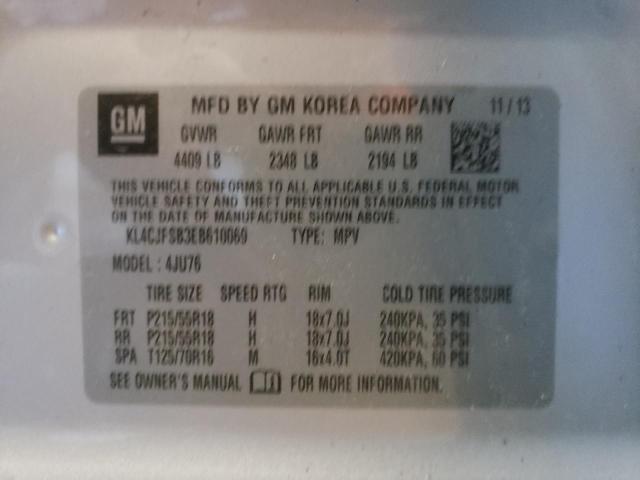 GM
MFD BY GM KOREA COMPANY 11/13
GVWR GAWR FRT GAWR RR
4409 LB 2348 LB 2194 LB
THIS VEHICLE CONFORMS TO ALL APPLICABLE U.S. FEDERAL MOTOR
VEHICLE SAFETY AND THEFT PREVENTION STANDARDS IN EFFECT
ON THE DATE OF MANUFACTURE SHOWN ABOVE.
KL4CJFSB3EB610069 TYPE: MPV
MODEL: 4JU76
TIRE SIZE SPEED RTG RIM COLD TIRE PRESSURE
FRT P215/55R18 H 18x7.0J 240KPA, 35 PSI
RR P215/55R18 H 18x7.0J 240KPA, 35 PSI
SPA T125/70R16 M 16x4.0T 420KPA, 60 PSI
SEE OWNER'S MANUAL FOR MORE INFORMATION.